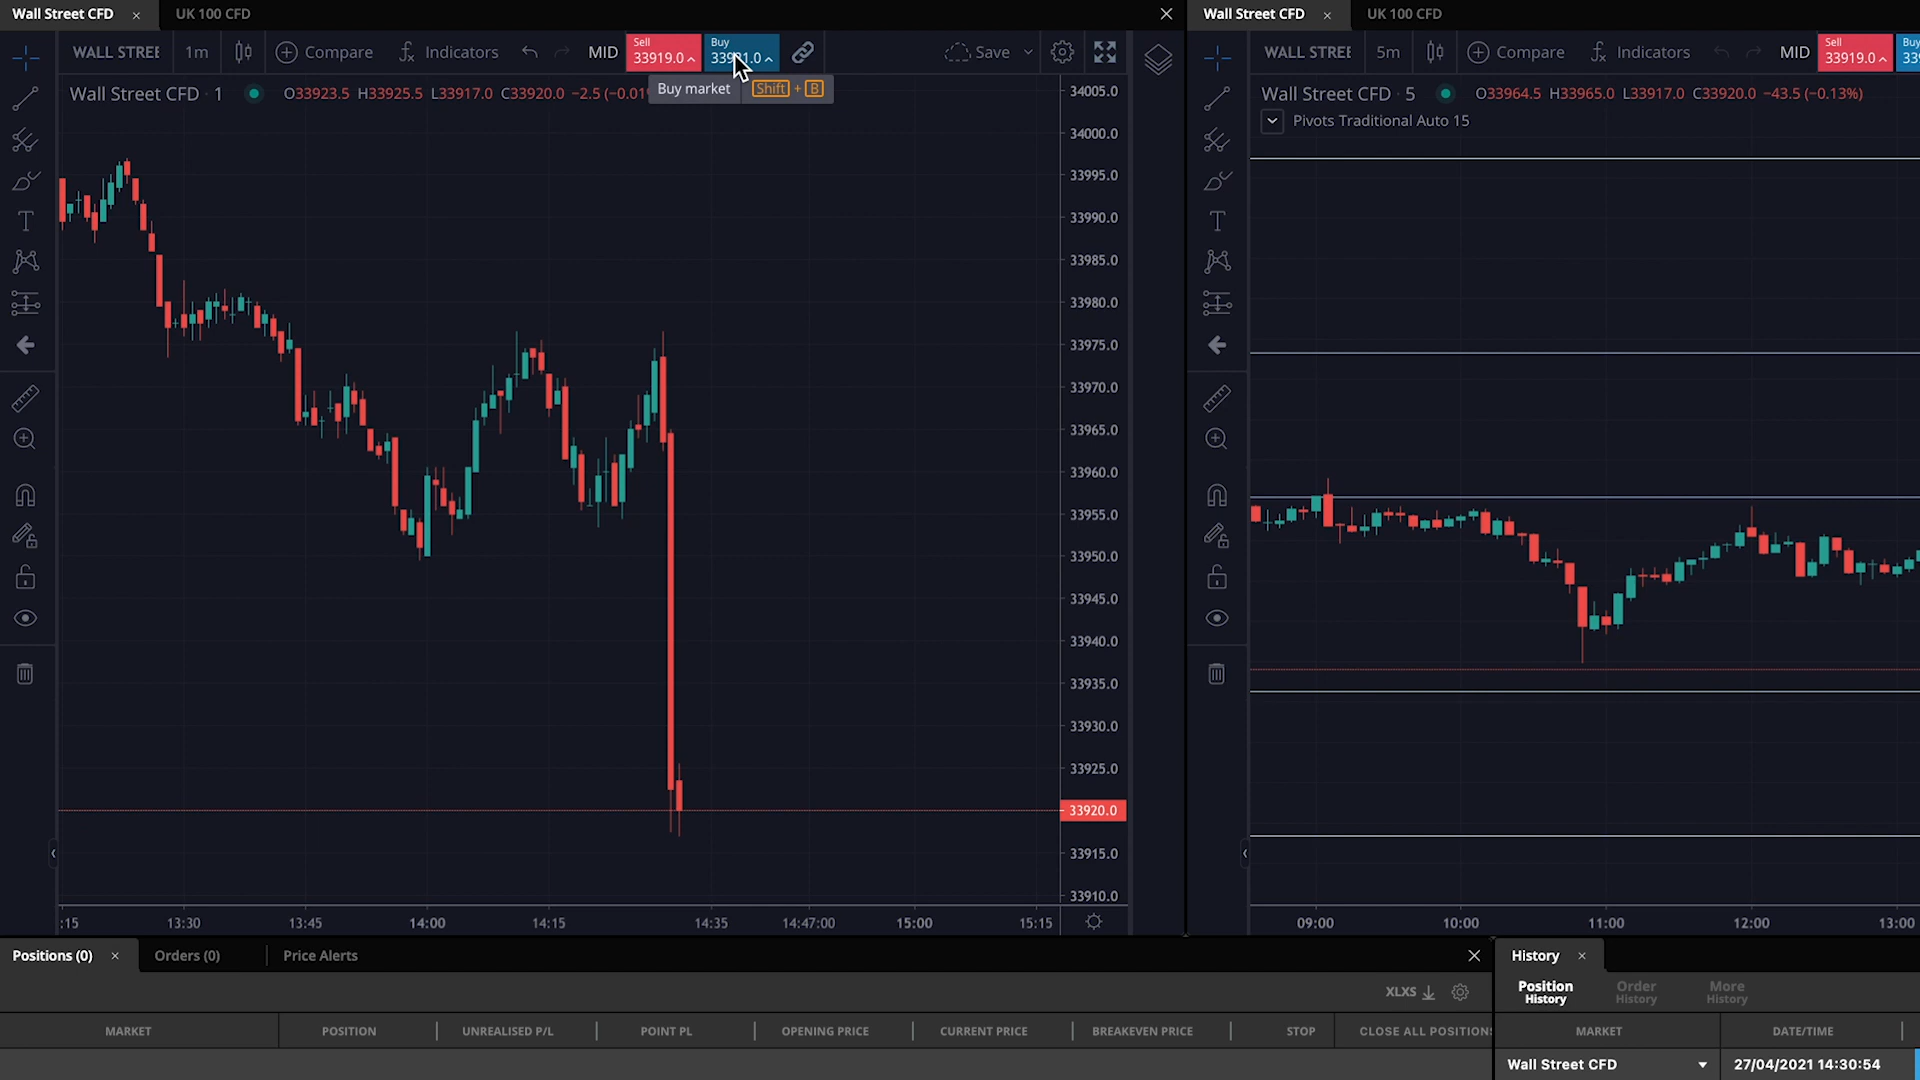 Wall Street CFD × UK 100 CFD
WALL STREE 1m Compare Indicators MID Sell 33919.0 Buy Save
Buy market Shift + B
Wall Street CFD · 1 O33923.5 H33925.5 L33917.0 C33920.0 −2.5
34005.0
34000.0
33995.0
33990.0
33985.0
33980.0
33975.0
33970.0
33965.0
33960.0
33955.0
33950.0
33945.0
33940.0
33935.0
33930.0
33925.0
33920.0
33915.0
33910.0
:15 13:30 13:45 14:00 14:15 14:35 14:47:00 15:00 15:15
Wall Street CFD × UK 100 CFD
WALL STREE 5m Compare Indicators MID Sell 33919.0 Buy
Wall Street CFD · 5 O33964.5 H33965.0 L33917.0 C33920.0 −43.5 (−0.13%)
Pivots Traditional Auto 15
09:00 10:00 11:00 12:00 13:00
Positions (0) × Orders (0) Price Alerts
XLXS
MARKET POSITION UNREALISED P/L POINT PL OPENING PRICE CURRENT PRICE BREAKEVEN PRICE STOP CLOSE ALL POSITIONS
History ×
Position History Order History More History
MARKET DATE/TIME
Wall Street CFD 27/04/2021 14:30:54